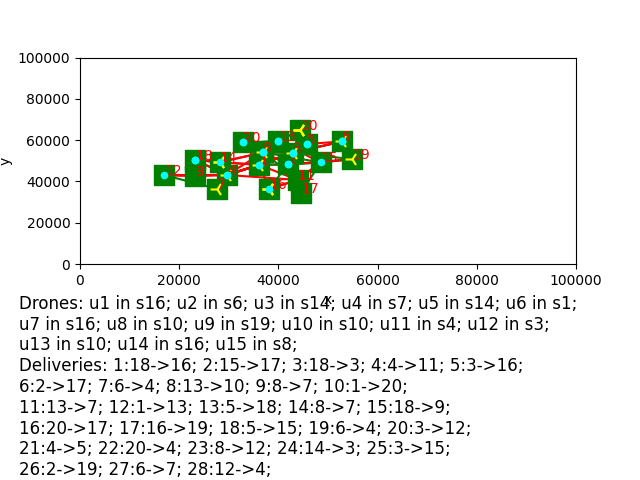 100000
80000
60000
40000
20000
0
y
0 20000 40000 60000 80000 100000
x
Drones: u1 in s16; u2 in s6; u3 in s14; u4 in s7; u5 in s14; u6 in s1;
u7 in s16; u8 in s10; u9 in s19; u10 in s10; u11 in s4; u12 in s3;
u13 in s10; u14 in s16; u15 in s8;
Deliveries: 1:18->16; 2:15->17; 3:18->3; 4:4->11; 5:3->16;
6:2->17; 7:6->4; 8:13->10; 9:8->7; 10:1->20;
11:13->7; 12:1->13; 13:5->18; 14:8->7; 15:18->9;
16:20->17; 17:16->19; 18:5->15; 19:6->4; 20:3->12;
21:4->5; 22:20->4; 23:8->12; 24:14->3; 25:3->15;
26:2->19; 27:6->7; 28:12->4;